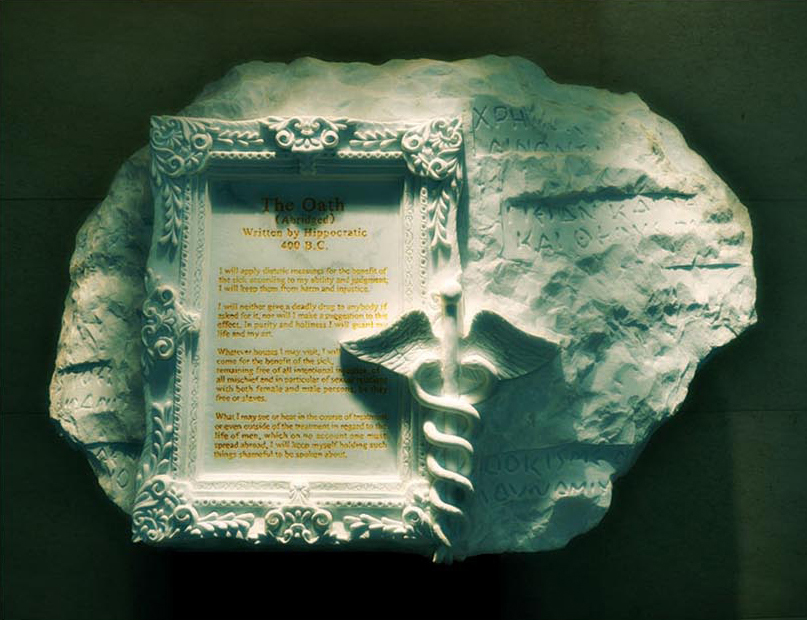 The Oath
(Abridged)
Written by Hippocratic
400 B.C.
I will apply dietetic measures for the benefit of
the sick according to my ability and judgment;
I will keep them from harm and injustice.
I will neither give a deadly drug to anybody if
asked for it, nor will I make a suggestion to this
effect. In purity and holiness I will guard my
life and my art.
Whatever houses I may visit, I will
come for the benefit of the sick,
remaining free of all intentional
all mischief and in particular of sexual relations
with both female and male persons, be they
free or slaves.
What I may see or hear in the course of treatment
or even outside of the treatment in regard to the
life of men, which on no account one must
spread abroad, I will keep myself holding such
things shameful to be spoken about.
ΧΡΗ
ΚΑΙ